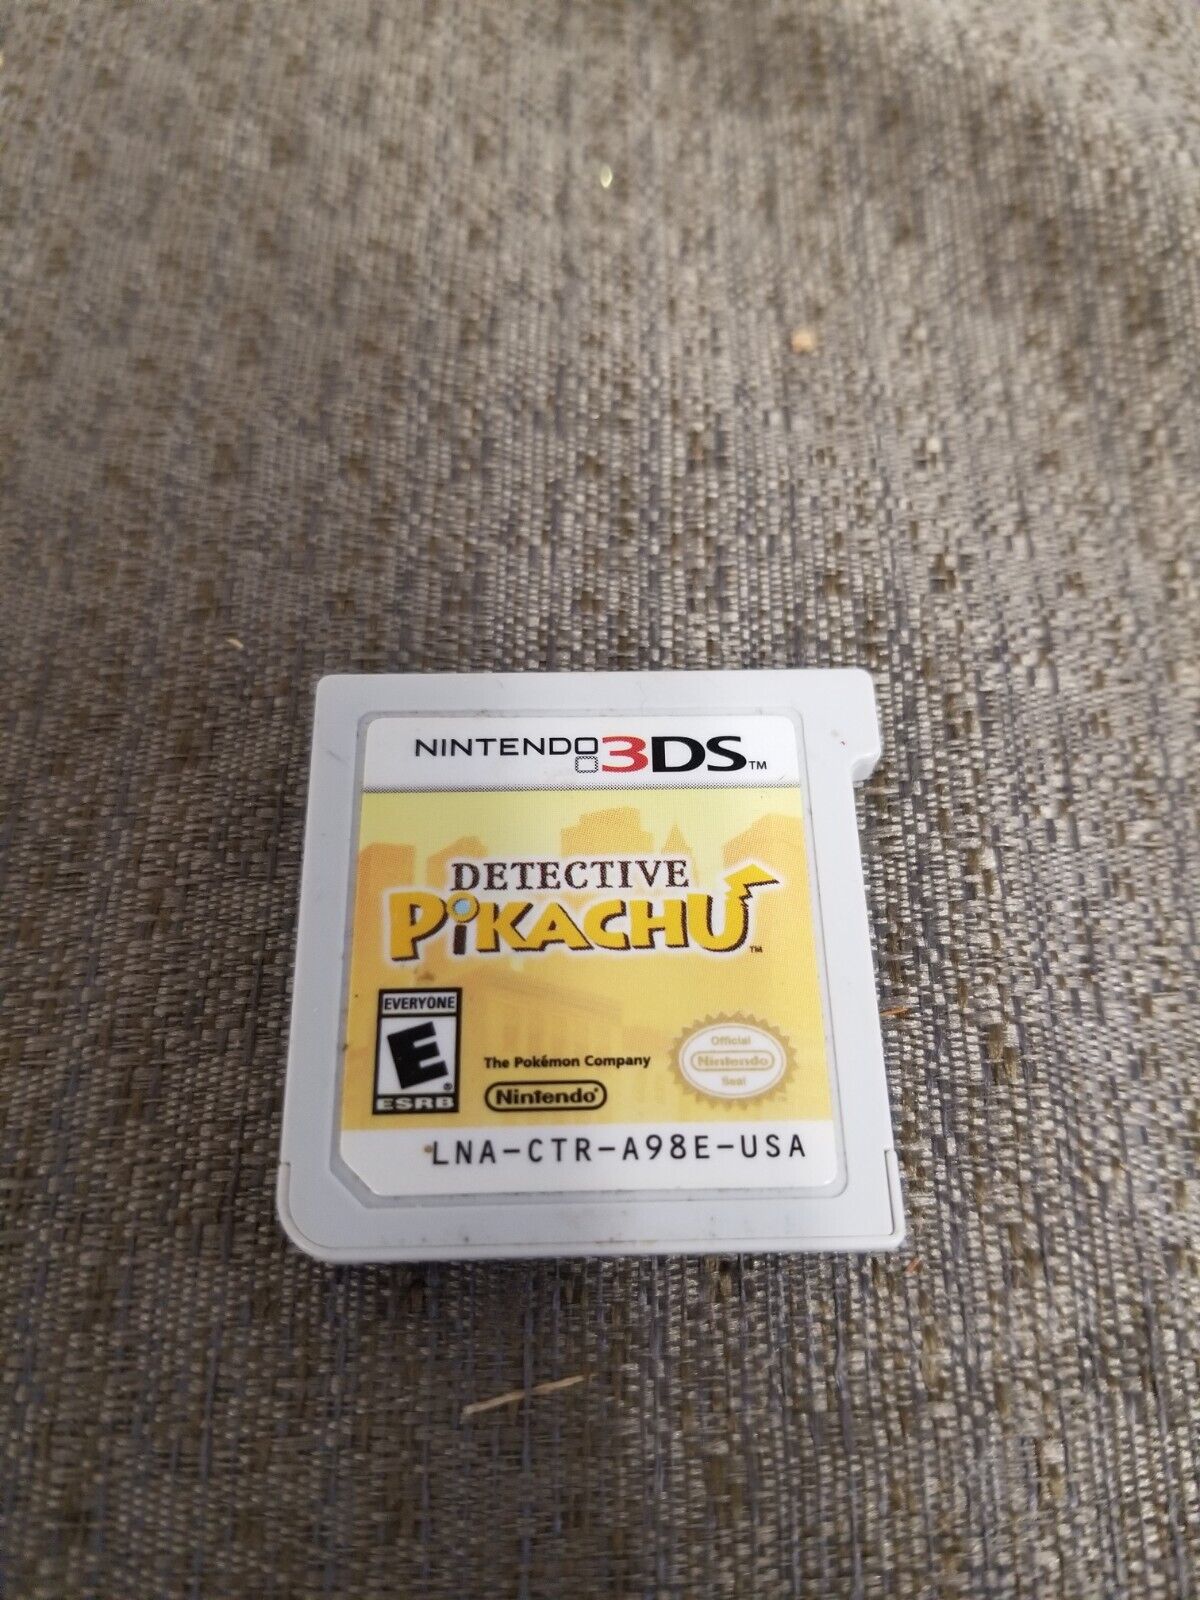 NINTENDO 3DS™
DETECTIVE
PiKACHU™
EVERYONE
E®
ESRB
The Pokémon Company
Nintendo®
Official
Nintendo
Seal
LNA-CTR-A98E-USA